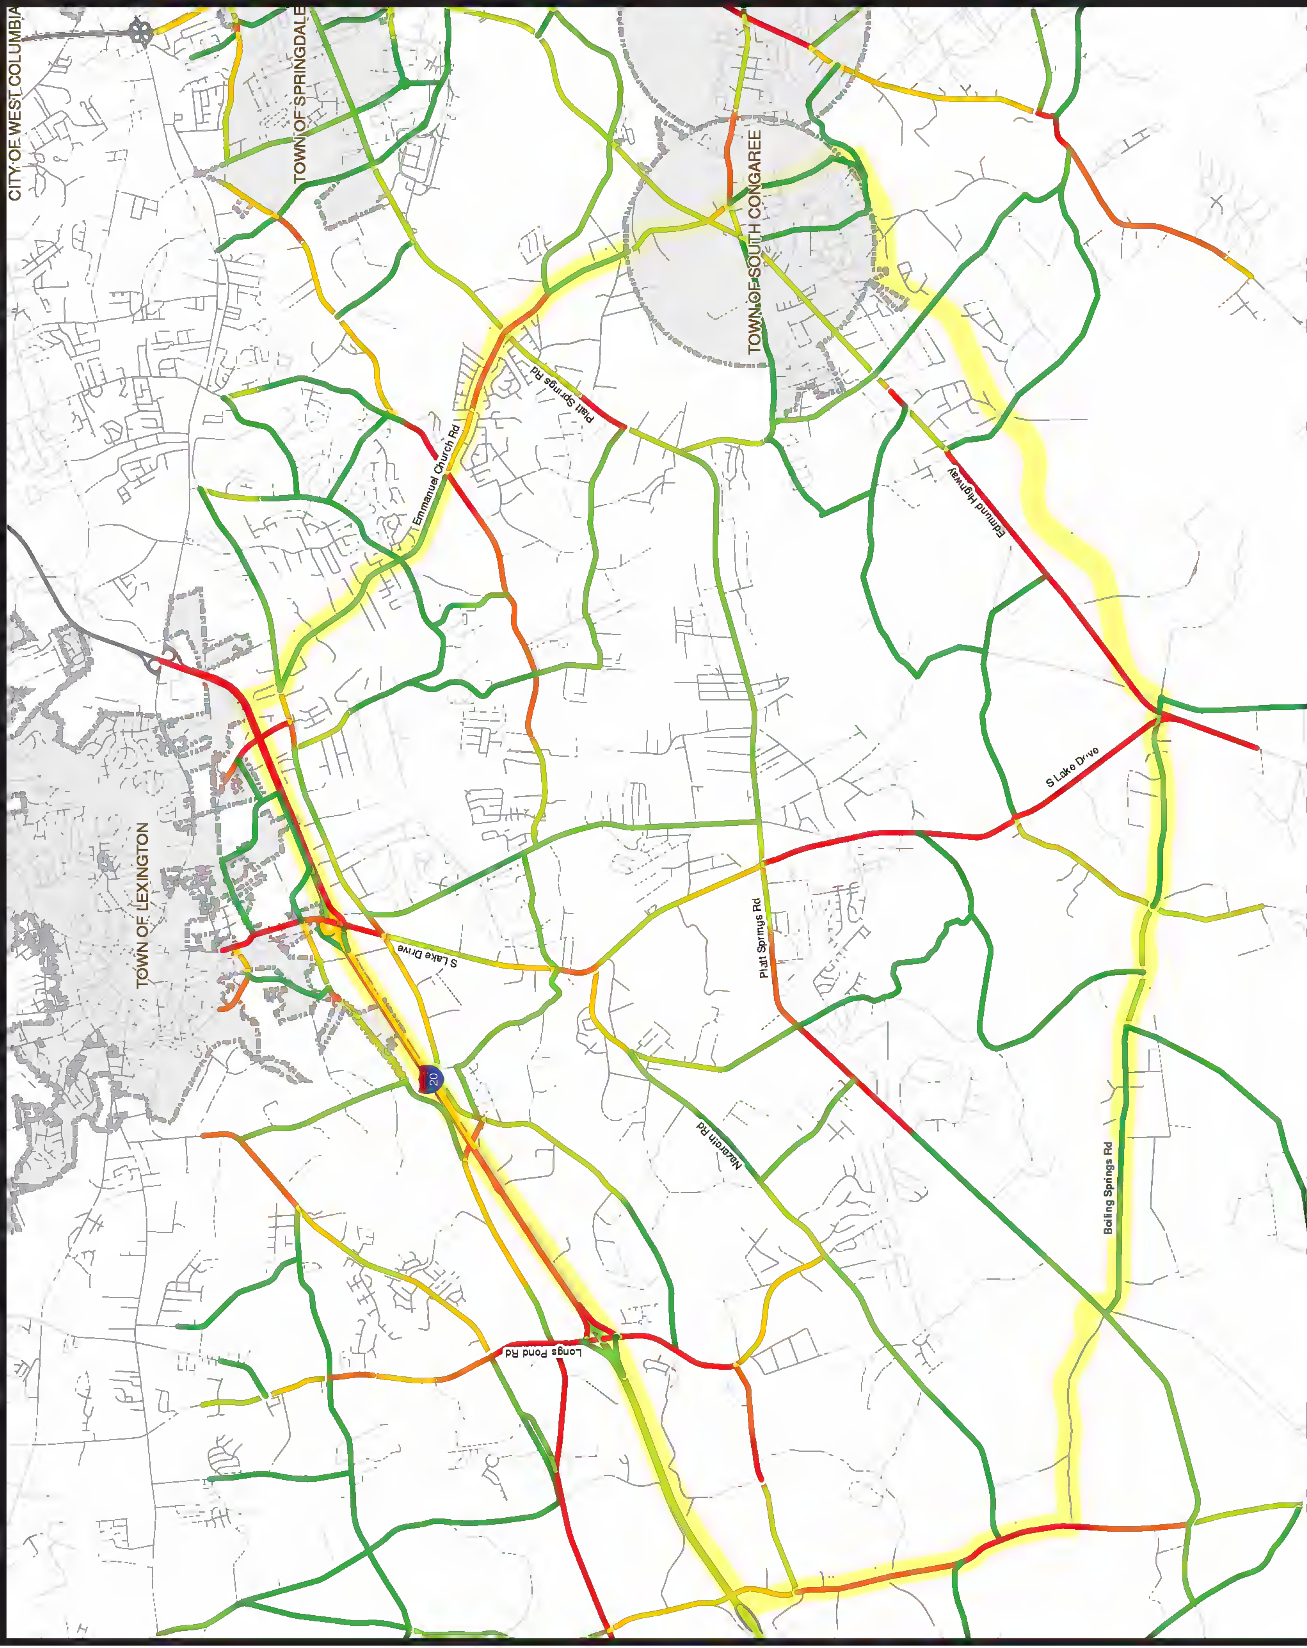 CITY OF WEST COLUMBIA
TOWN OF SPRINGDALE
TOWN OF SOUTH CONGAREE
Platt Springs Rd
Emmanuel Church Rd
Edmund Highway
S Lake Drive
TOWN OF LEXINGTON
S Lake Drive
Platt Springs Rd
20
Nazareth Rd
Boiling Springs Rd
Longs Pond Rd